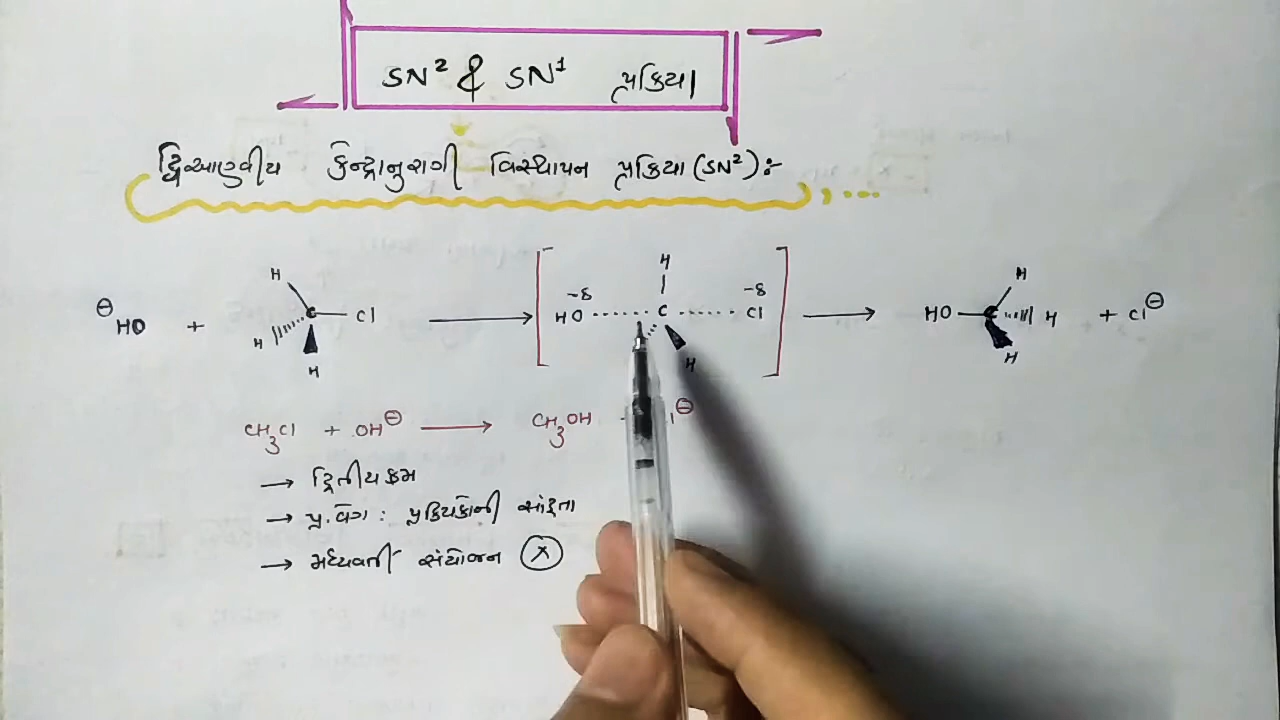 SN² & SN¹ પ્રક્રિયા
દ્વિઆણ્વીય કેન્દ્રાનુરાગી વિસ્થાપન પ્રક્રિયા (SN²) :-
H H H
⊖HO + C Cl → [ -δ HO ...... C ...... Cl -δ ] → HO — C H + Cl⊖
H H H H
CH₃Cl + OH⊖ → CH₃OH
→ દ્વિતીયક્રમ
→ પ્ર. વેગ : પ્રક્રિયકોની સાંદ્રતા
→ મધ્યવર્તી સંયોજન ⓧ